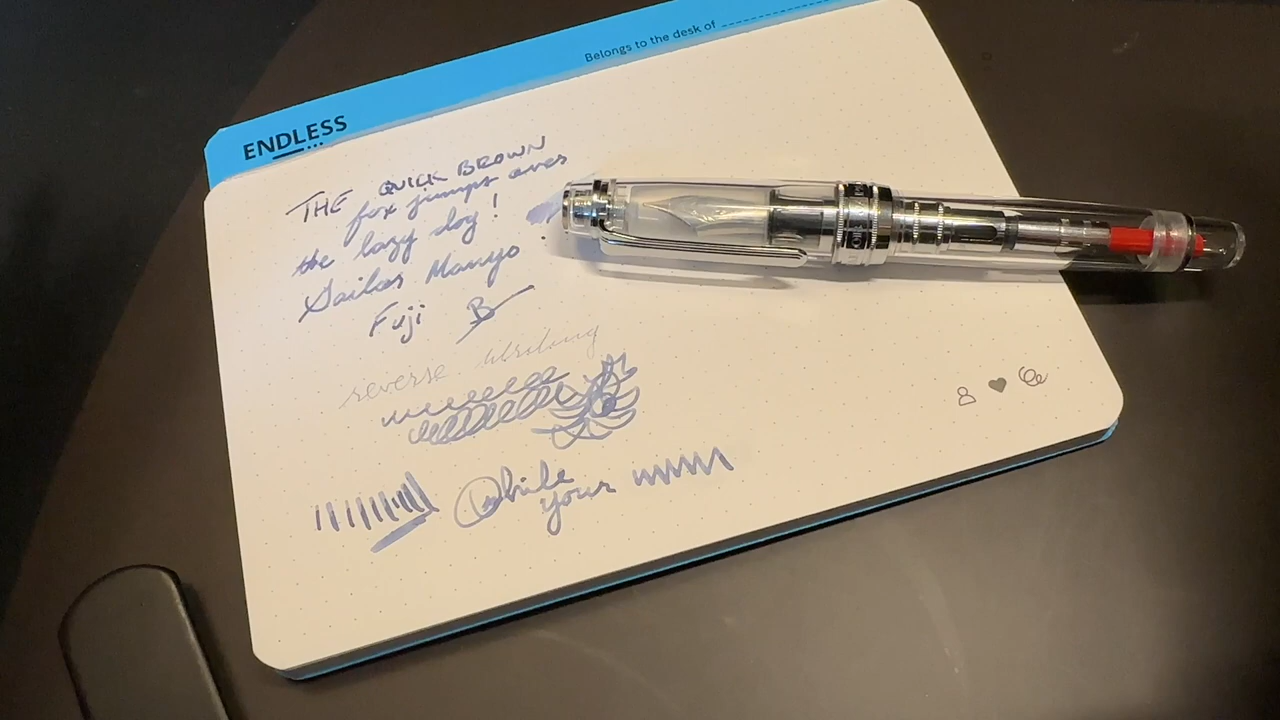 Belongs to the desk of
ENDLESS
THE QUICK BROWN
fox jumps over
the lazy dog!
Sailor Manyo
Fuji B
reverse writing
While
your